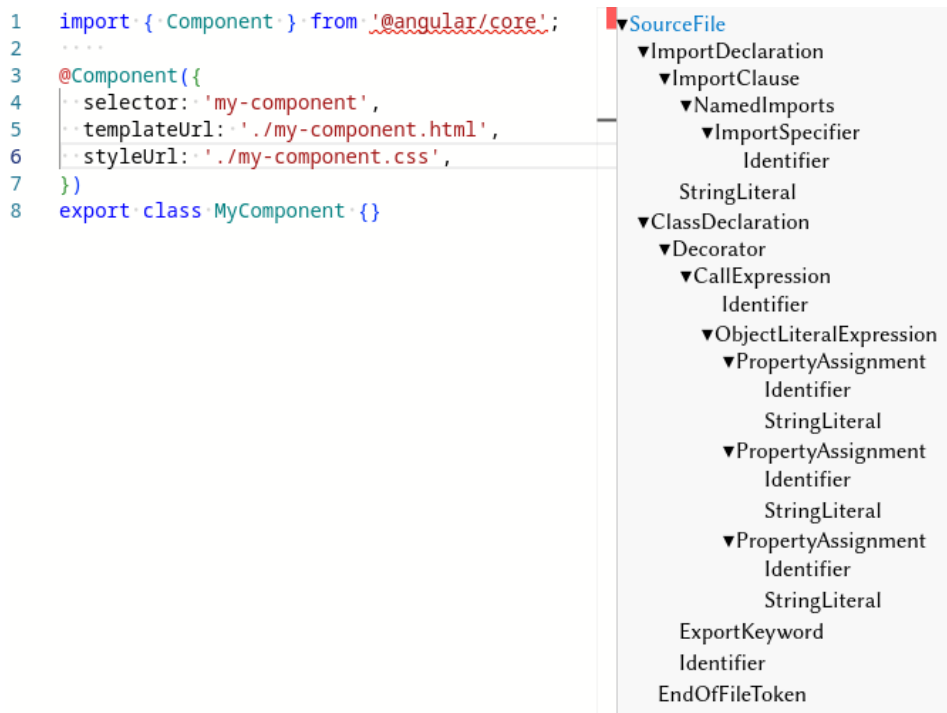 1 import { Component } from '@angular/core';
2
3 @Component({
4 selector: 'my-component',
5 templateUrl: './my-component.html',
6 styleUrl: './my-component.css',
7 })
8 export class MyComponent {}
▼SourceFile
▼ImportDeclaration
▼ImportClause
▼NamedImports
▼ImportSpecifier
Identifier
StringLiteral
▼ClassDeclaration
▼Decorator
▼CallExpression
Identifier
▼ObjectLiteralExpression
▼PropertyAssignment
Identifier
StringLiteral
▼PropertyAssignment
Identifier
StringLiteral
▼PropertyAssignment
Identifier
StringLiteral
ExportKeyword
Identifier
EndOfFileToken